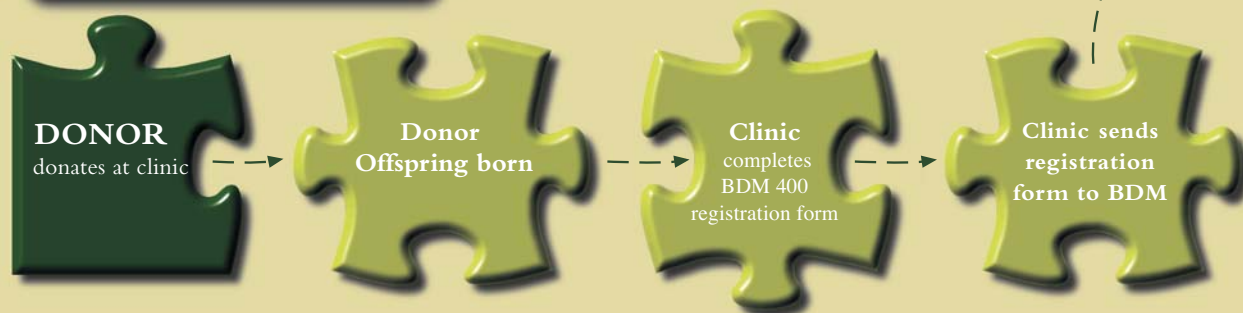 DONOR
donates at clinic
Donor
Offspring born
Clinic
completes
BDM 400
registration form
Clinic sends
registration
form to BDM